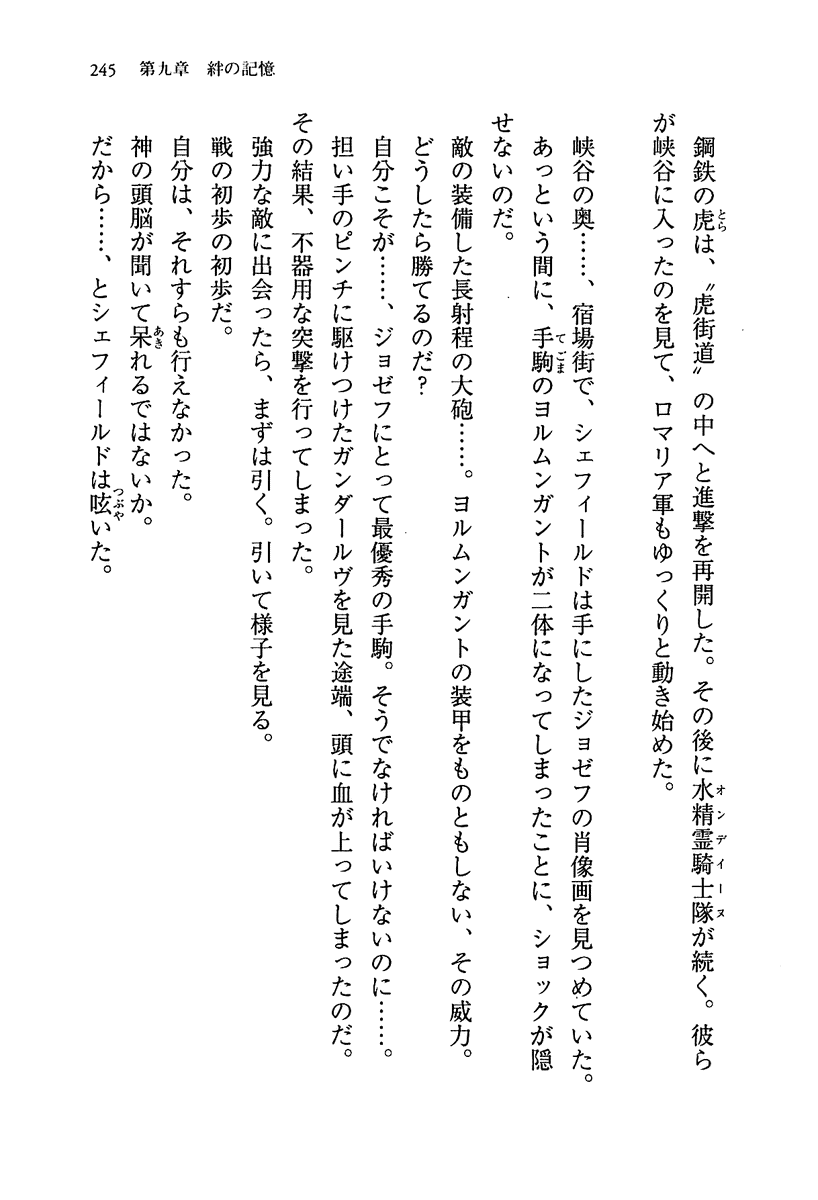 245　第九章　絆の記憶
　鋼鉄の虎は、〝虎街道〟の中へと進撃を再開した。その後に水精霊騎士隊が続く。彼ら
とら
オンディーヌ
が峡谷に入ったのを見て、ロマリア軍もゆっくりと動き始めた。
　峡谷の奥……、宿場街で、シェフィールドは手にしたジョゼフの肖像画を見つめていた。
　あっという間に、手駒のヨルムンガントが二体になってしまったことに、ショックが隠
てごま
せないのだ。
　敵の装備した長射程の大砲……。ヨルムンガントの装甲をものともしない、その威力。
　どうしたら勝てるのだ？
　自分こそが……、ジョゼフにとって最優秀の手駒。そうでなければいけないのに……。
　担い手のピンチに駆けつけたガンダールヴを見た途端、頭に血が上ってしまったのだ。
その結果、不器用な突撃を行ってしまった。
　強力な敵に出会ったら、まずは引く。引いて様子を見る。
　戦の初歩の初歩だ。
　自分は、それすらも行えなかった。
　神の頭脳が聞いて呆れるではないか。
あき
　だから……、とシェフィールドは呟いた。
つぶや